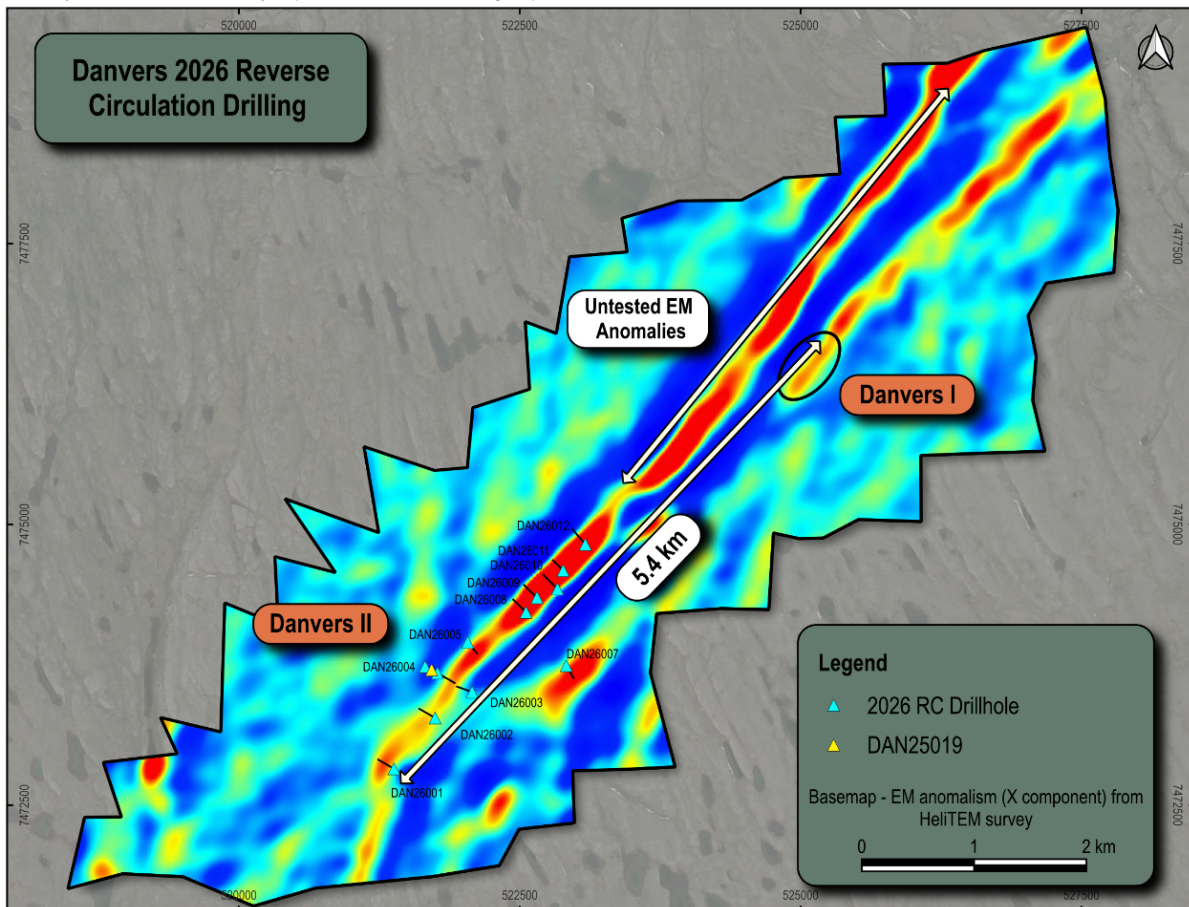 520000
522500
525000
527500
Danvers 2026 Reverse
Circulation Drilling
7477500
7477500
Untested EM
Anomalies
Danvers I
7475000
7475000
DAN26012
DAN26011
DAN26010
DAN26009
DAN26008
5.4 km
Danvers II
DAN26005
DAN26004
DAN26007
DAN26003
DAN26002
DAN26001
Legend
2026 RC Drillhole
DAN25019
Basemap - EM anomalism (X component) from
HeliTEM survey
0
1
2 km
7472500
7472500
520000
522500
525000
527500